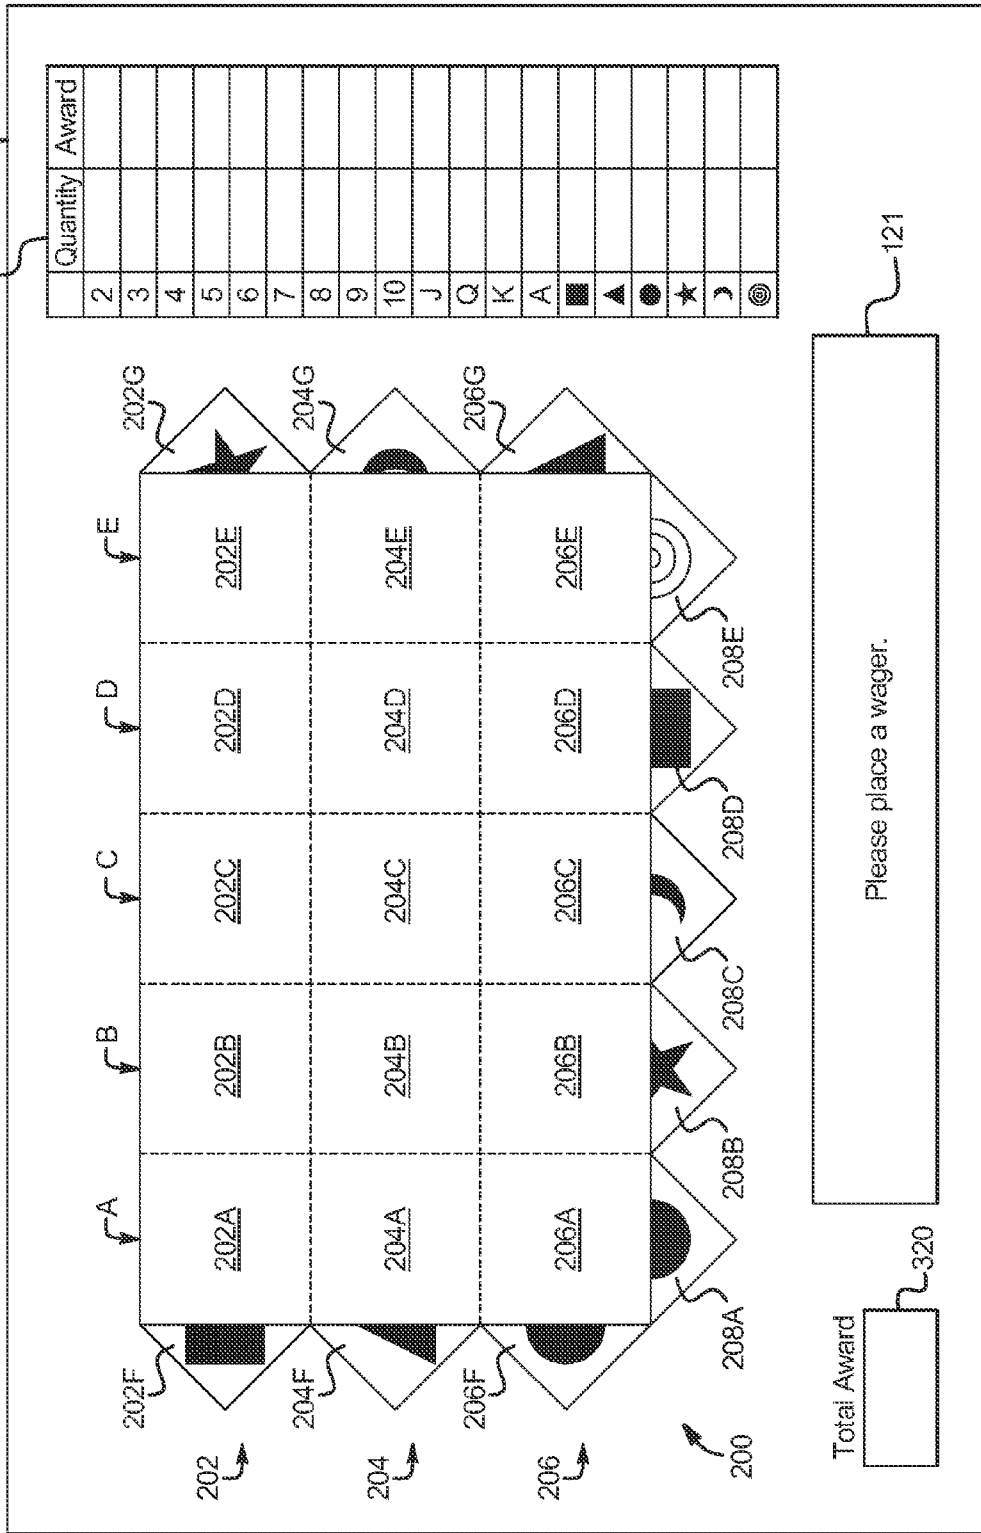 A B C D E
202F 202G
202 202A 202B 202C 202D 202E
204F 204G
204 204A 204B 204C 204D 204E
206F 206G
206 206A 206B 206C 206D 206E
200 208A 208B 208C 208D 208E
Quantity Award
2
3
4
5
6
7
8
9
10
J
Q
K
A
Total Award
320
Please place a wager.
121